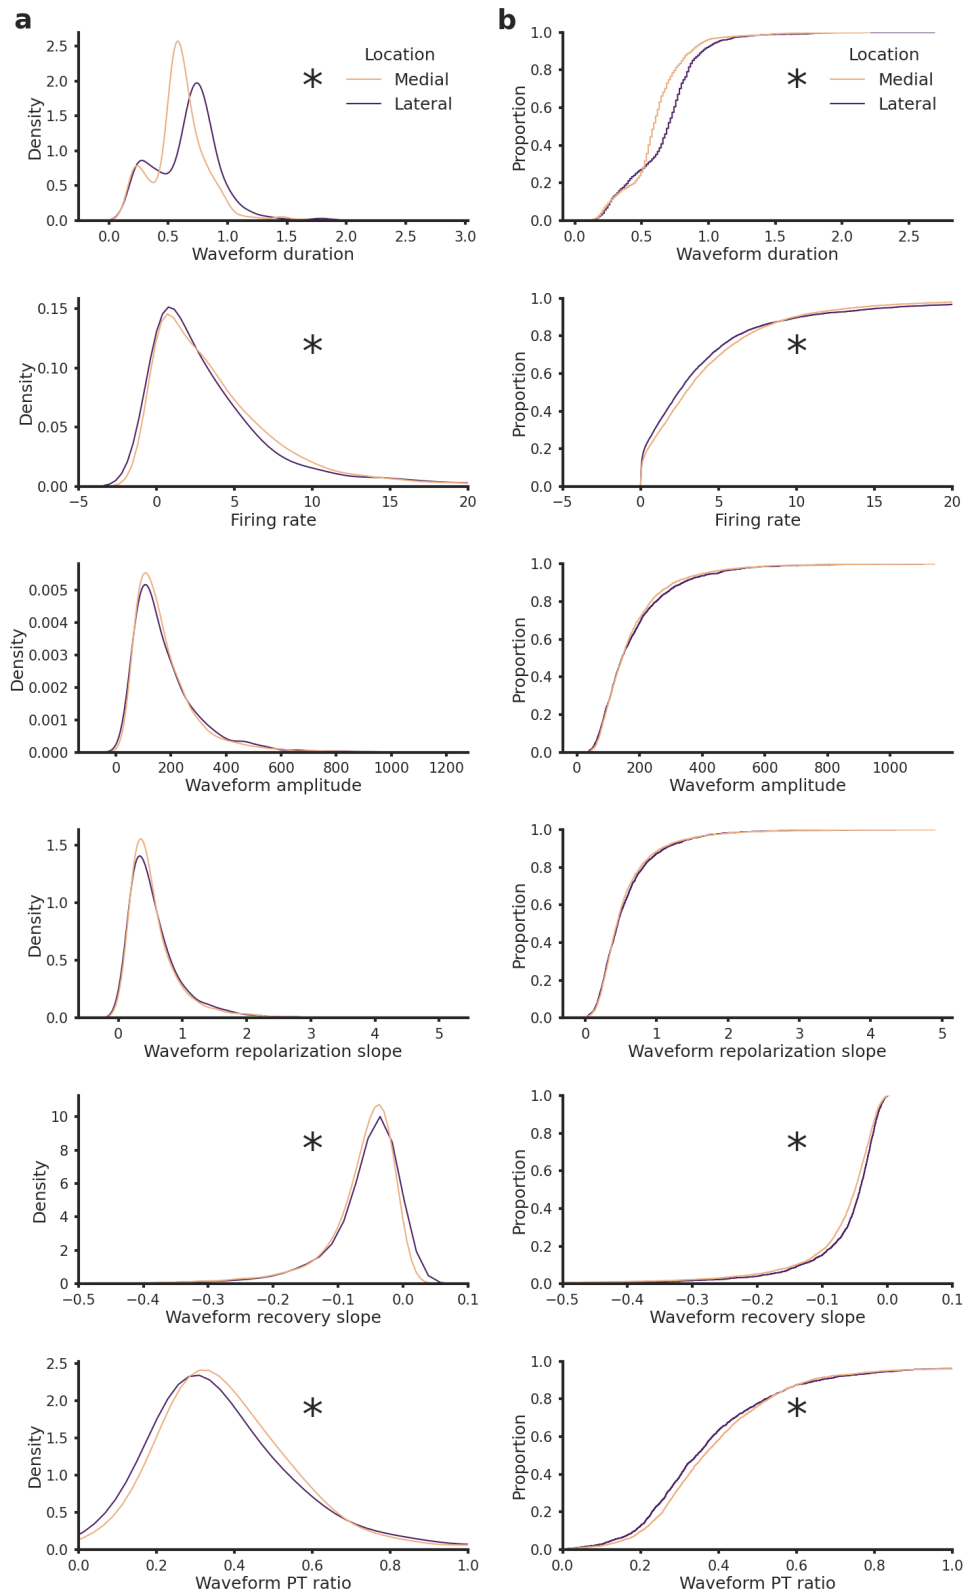 a
b
Density
2.5
2.0
1.5
1.0
0.5
0.0
*
Location
Medial
Lateral
0.0 0.5 1.0 1.5 2.0 2.5 3.0
Waveform duration
Proportion
1.0
0.8
0.6
0.4
0.2
0.0
*
Location
Medial
Lateral
0.0 0.5 1.0 1.5 2.0 2.5
Waveform duration
Density
0.15
0.10
0.05
0.00
*
−5 0 5 10 15 20
Firing rate
Proportion
1.0
0.8
0.6
0.4
0.2
0.0
*
−5 0 5 10 15 20
Firing rate
Density
0.005
0.004
0.003
0.002
0.001
0.000
0 200 400 600 800 1000 1200
Waveform amplitude
Proportion
1.0
0.8
0.6
0.4
0.2
0.0
0 200 400 600 800 1000
Waveform amplitude
Density
1.5
1.0
0.5
0.0
0 1 2 3 4 5
Waveform repolarization slope
Proportion
1.0
0.8
0.6
0.4
0.2
0.0
0 1 2 3 4 5
Waveform repolarization slope
Density
10
8
6
4
2
0
*
−0.5 −0.4 −0.3 −0.2 −0.1 0.0 0.1
Waveform recovery slope
Proportion
1.0
0.8
0.6
0.4
0.2
0.0
*
−0.5 −0.4 −0.3 −0.2 −0.1 0.0 0.1
Waveform recovery slope
Density
2.5
2.0
1.5
1.0
0.5
0.0
*
0.0 0.2 0.4 0.6 0.8 1.0
Waveform PT ratio
Proportion
1.0
0.8
0.6
0.4
0.2
0.0
*
0.0 0.2 0.4 0.6 0.8 1.0
Waveform PT ratio